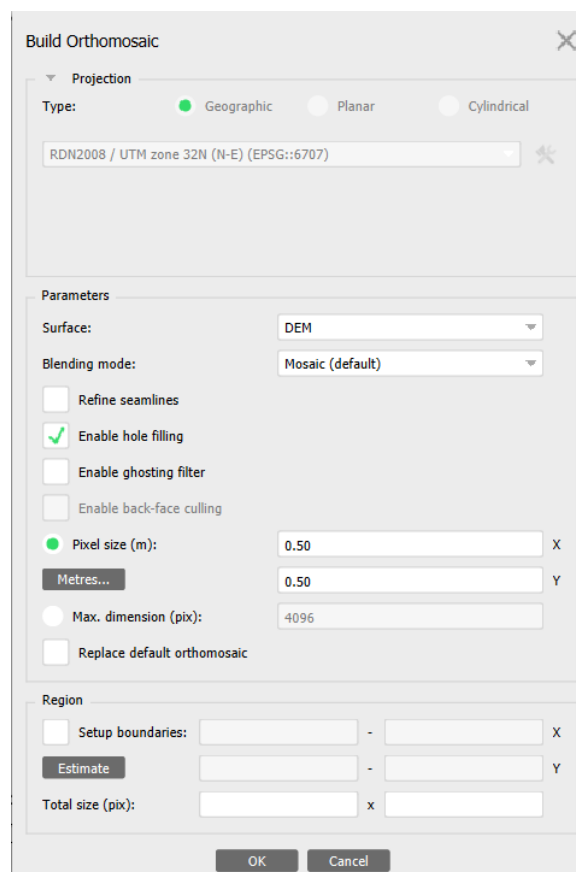 Build Orthomosaic
Projection
Type: Geographic Planar Cylindrical
RDN2008 / UTM zone 32N (N-E) (EPSG::6707)
Parameters
Surface: DEM
Blending mode: Mosaic (default)
Refine seamlines
Enable hole filling
Enable ghosting filter
Enable back-face culling
Pixel size (m): 0.50 X
Metres... 0.50 Y
Max. dimension (pix): 4096
Replace default orthomosaic
Region
Setup boundaries: - X
Estimate - Y
Total size (pix): x
OK Cancel